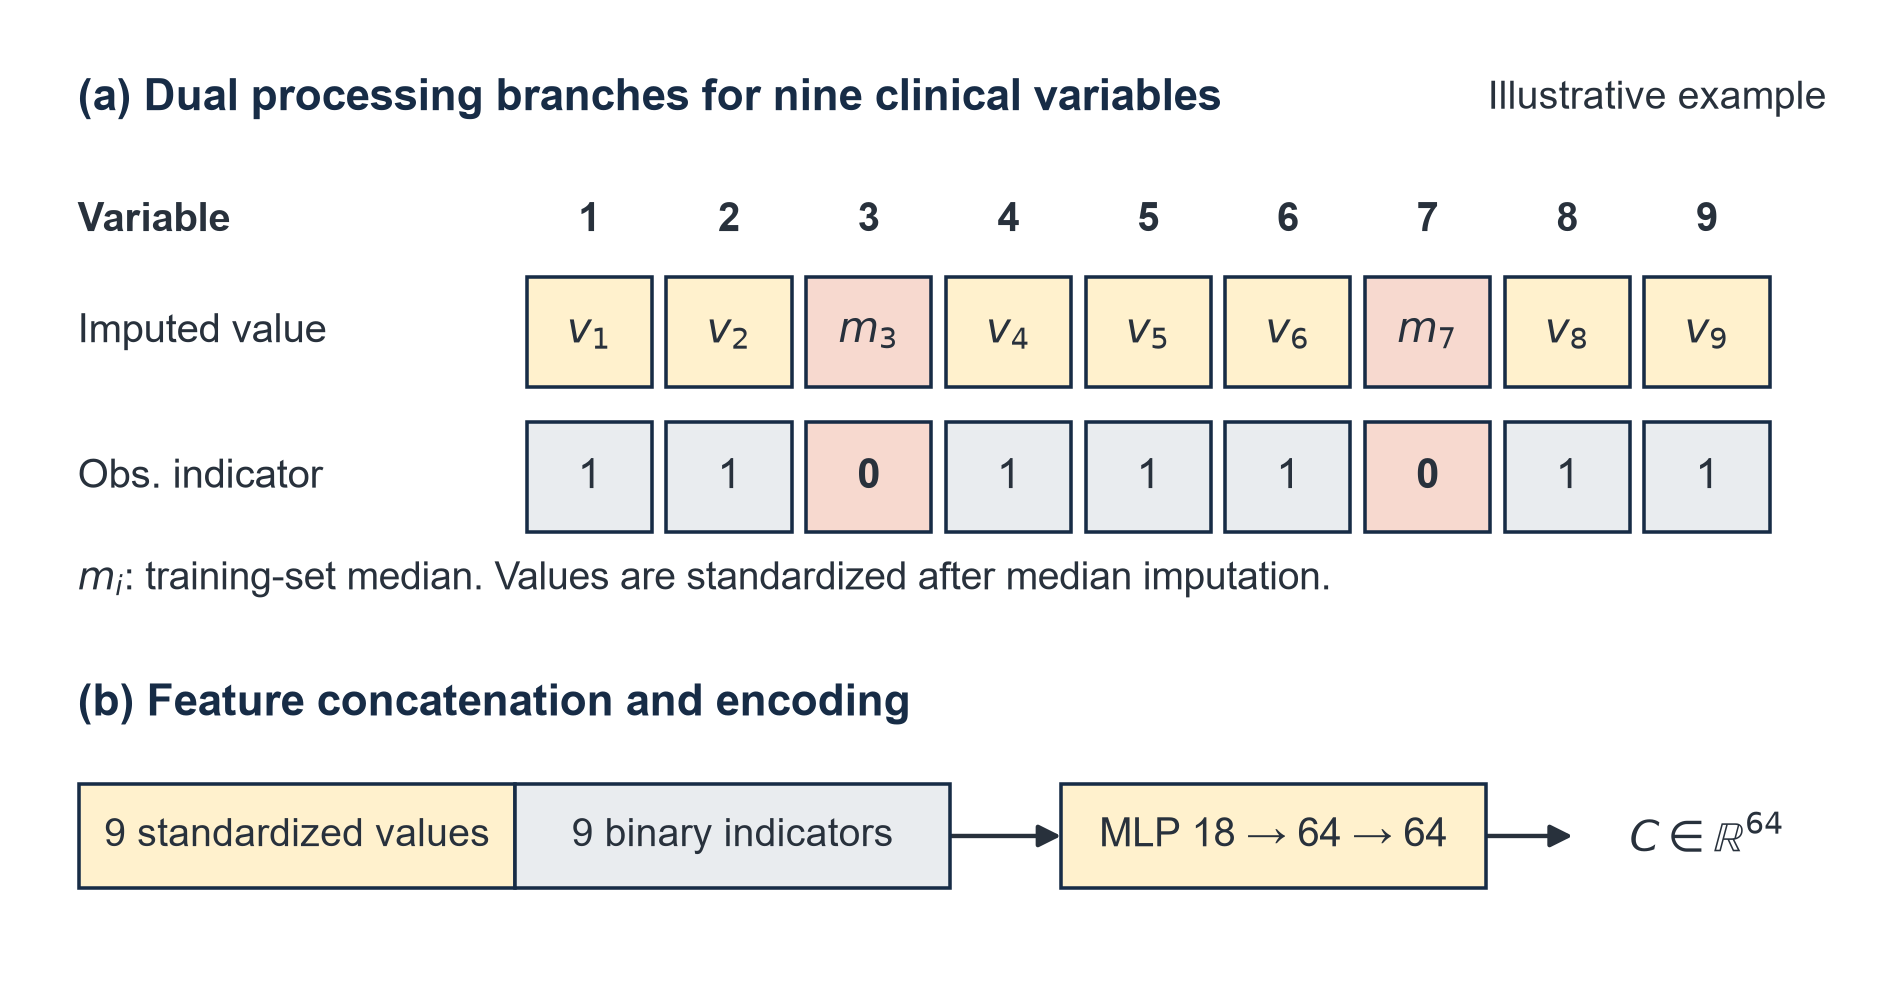 (a) Dual processing branches for nine clinical variables Illustrative example
Variable 1 2 3 4 5 6 7 8 9
Imputed value v₁ v₂ m₃ v₄ v₅ v₆ m₇ v₈ v₉
Obs. indicator 1 1 0 1 1 1 0 1 1
mᵢ: training-set median. Values are standardized after median imputation.
(b) Feature concatenation and encoding
9 standardized values 9 binary indicators MLP 18 → 64 → 64 C ∈ ℝ⁶⁴